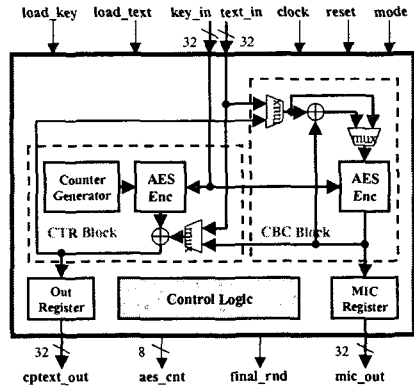 load_key load_text key_in text_in clock reset mode
32 32
mux
mux
Counter Generator
AES Enc
AES Enc
mux
CTR Block
CBC Block
Out Register
Control Logic
MIC Register
32 8 32
cptext_out aes_cnt final_rnd mic_out